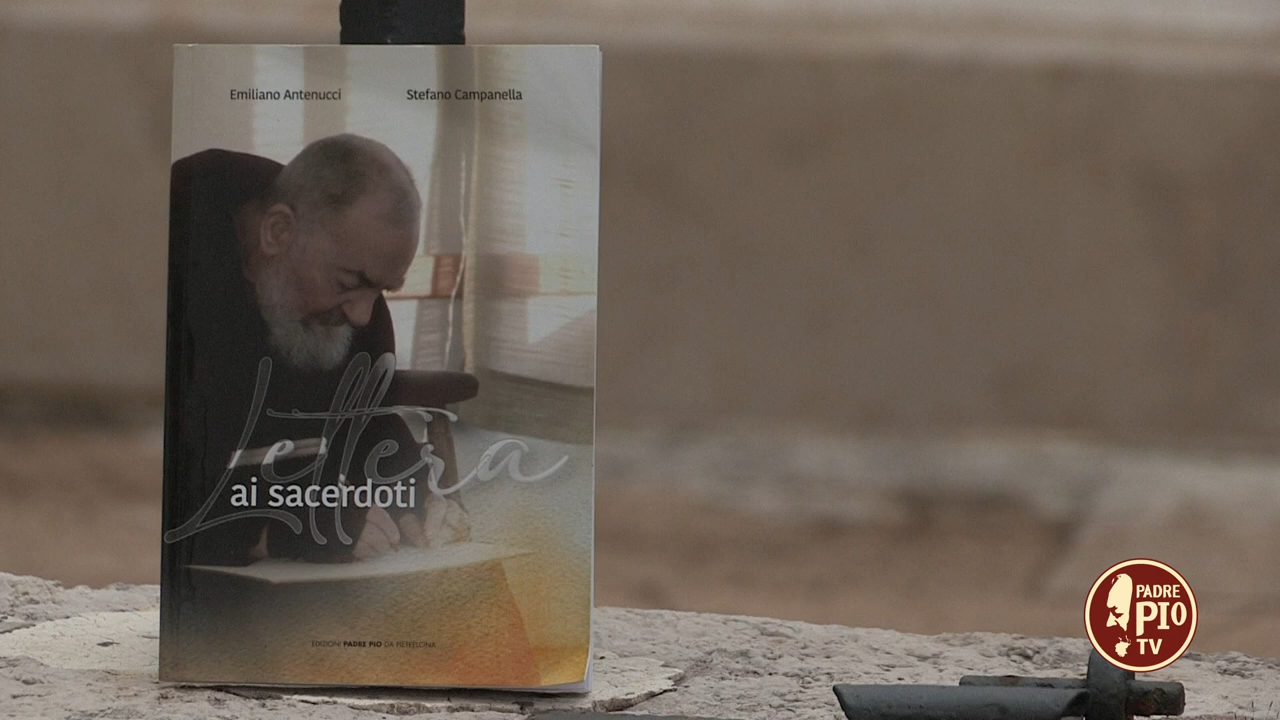 Emiliano Antenucci Stefano Campanella
Lettera
ai sacerdoti
EDIZIONI PADRE PIO DA PIETRELCINA
PADRE
PIO
TV